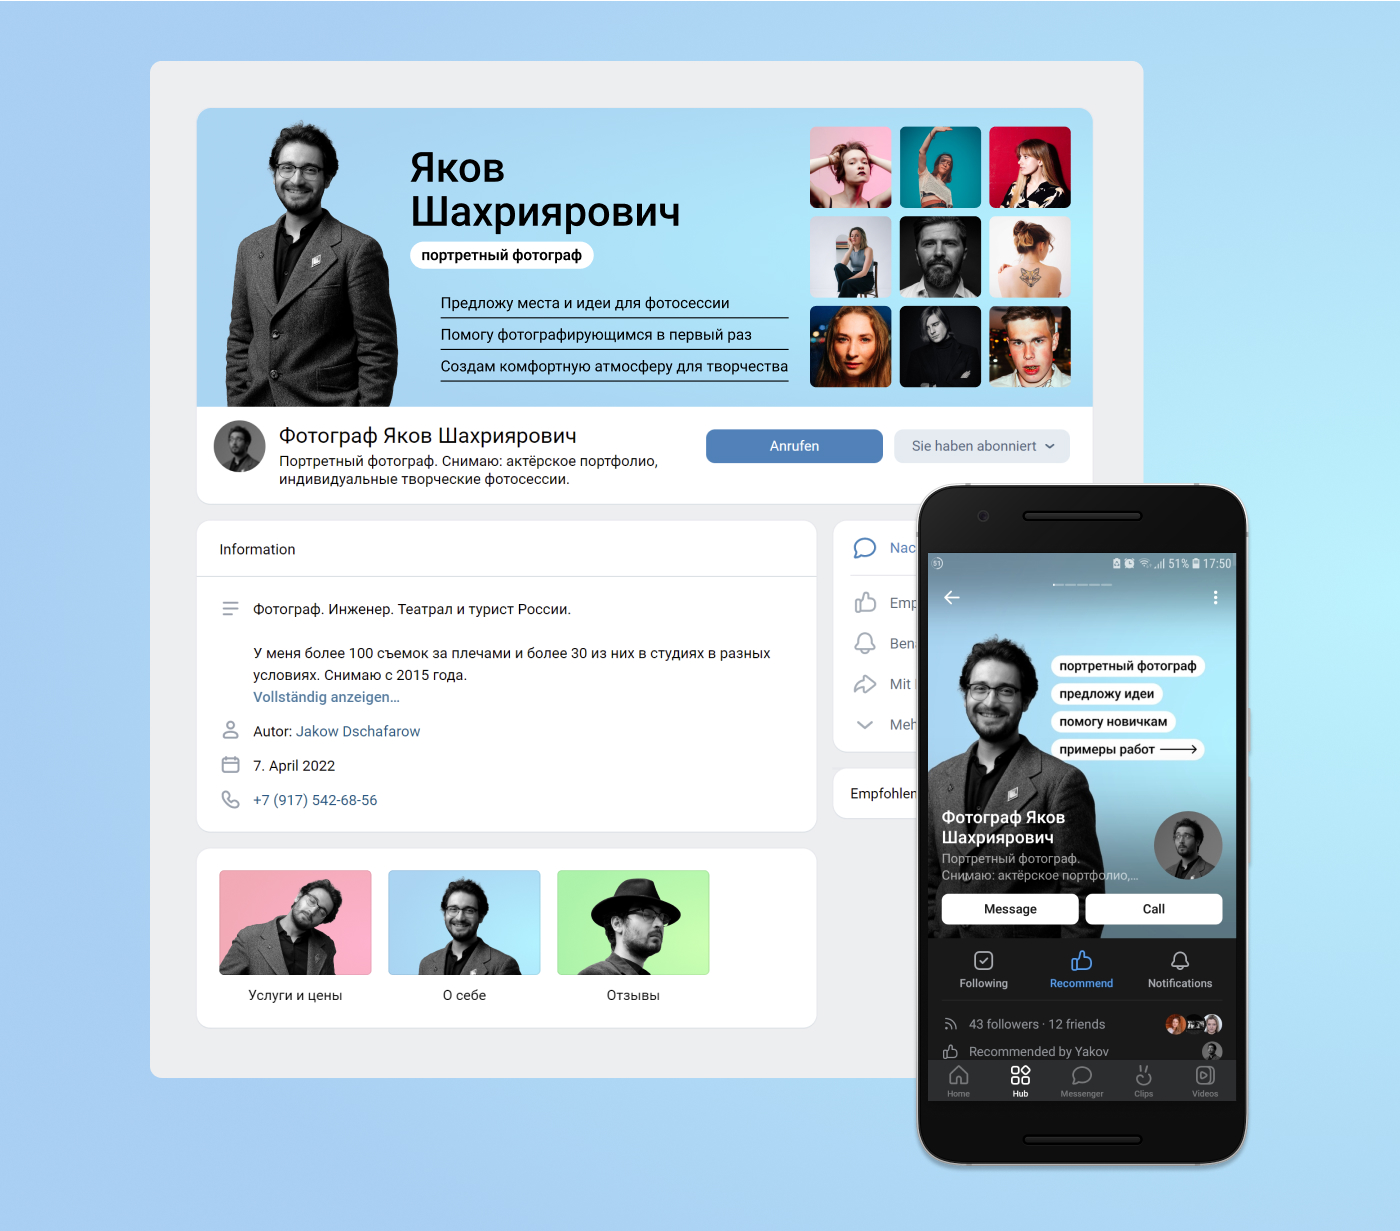 Яков
Шахриярович
портретный фотограф
Предложу места и идеи для фотосессии
Помогу фотографирующимся в первый раз
Создам комфортную атмосферу для творчества
Фотограф Яков Шахриярович
Портретный фотограф. Снимаю: актёрское портфолио,
индивидуальные творческие фотосессии.
Anrufen
Sie haben abonniert
Information
Фотограф. Инженер. Театрал и турист России.
У меня более 100 съемок за плечами и более 30 из них в студиях в разных
условиях. Снимаю с 2015 года.
Vollständig anzeigen...
Autor: Jakow Dschafarow
7. April 2022
+7 (917) 542-68-56
Услуги и цены
О себе
Отзывы
Nac
Emp
Ben
Mit
Meh
Empfohlen
51% 17:50
портретный фотограф
предложу идеи
помогу новичкам
примеры работ
Фотограф Яков
Шахриярович
Портретный фотограф.
Снимаю: актёрское портфолио,...
Message
Call
Following
Recommend
Notifications
43 followers · 12 friends
Recommended by Yakov
Home
Hub
Messenger
Clips
Videos